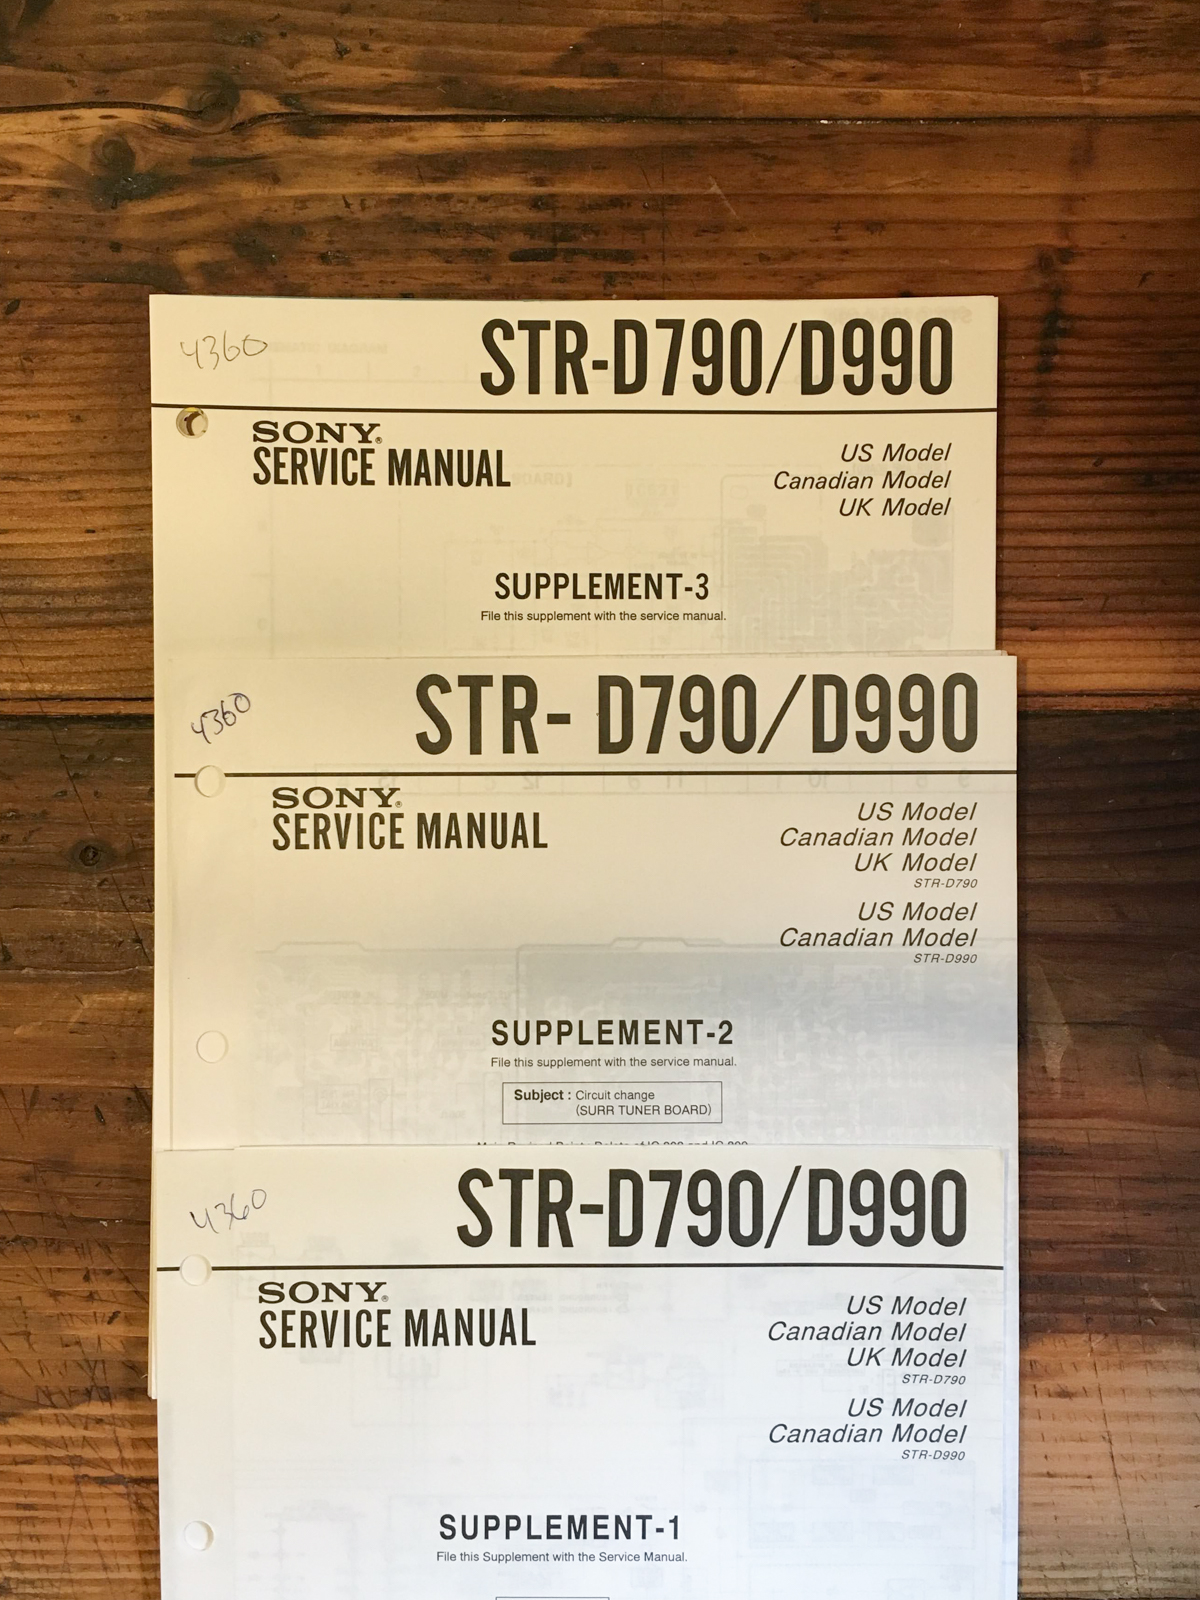 4360
STR-D790/D990
SONY®
SERVICE MANUAL
US Model
Canadian Model
UK Model
SUPPLEMENT-3
File this supplement with the service manual.
4360
STR- D790/D990
SONY®
SERVICE MANUAL
US Model
Canadian Model
UK Model
STR-D790
US Model
Canadian Model
STR-D990
SUPPLEMENT-2
File this supplement with the service manual.
Subject : Circuit change
(SURR TUNER BOARD)
4360
STR-D790/D990
SONY®
SERVICE MANUAL
US Model
Canadian Model
UK Model
STR-D790
US Model
Canadian Model
STR-D990
SUPPLEMENT-1
File this Supplement with the Service Manual.